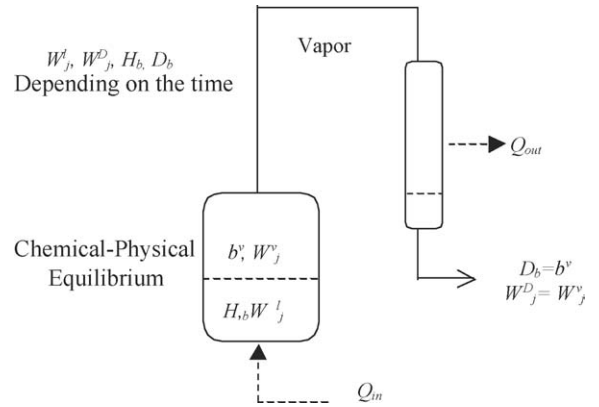 Vapor
W^l_j, W^D_j, H_b, D_b
Depending on the time
Q_out
Chemical-Physical
Equilibrium
b^v, W^v_j
H,_b W^l_j
D_b=b^v
W^D_j= W^v_j,
Q_in